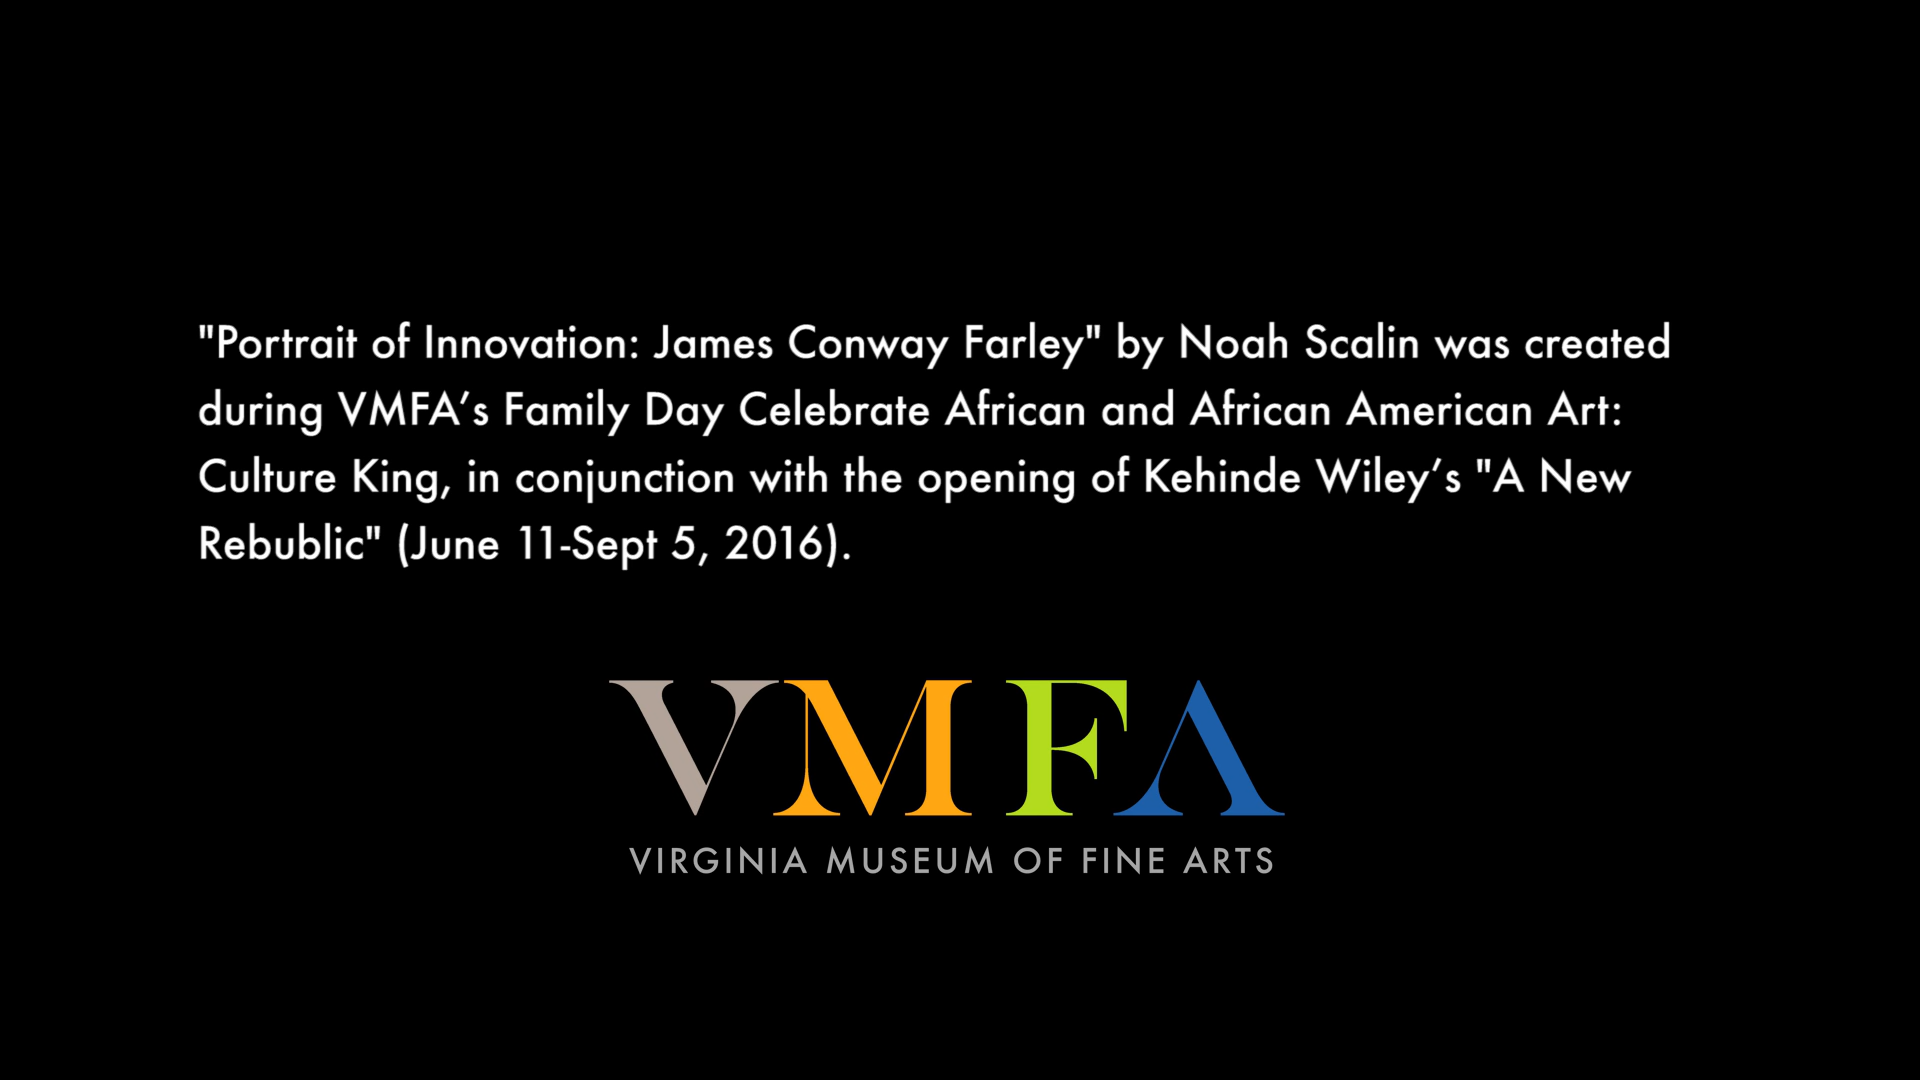 "Portrait of Innovation: James Conway Farley" by Noah Scalin was created
during VMFA’s Family Day Celebrate African and African American Art:
Culture King, in conjunction with the opening of Kehinde Wiley’s "A New
Rebublic" (June 11-Sept 5, 2016).
VMFA
VIRGINIA MUSEUM OF FINE ARTS